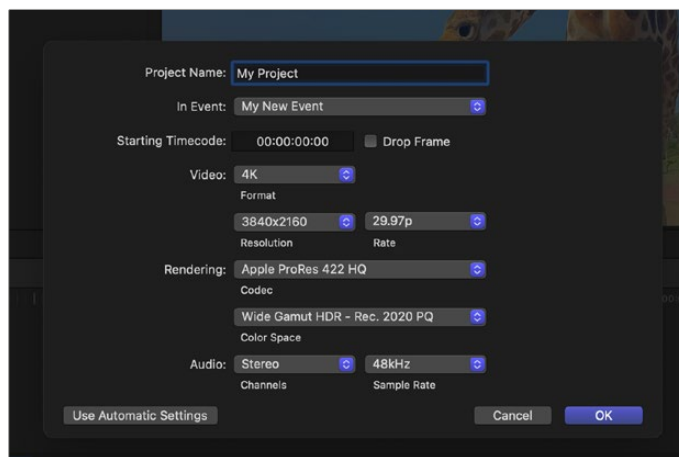 Project Name: My Project
In Event: My New Event
Starting Timecode: 00:00:00:00 Drop Frame
Video: 4K
Format
3840x2160 29.97p
Resolution Rate
Rendering: Apple ProRes 422 HQ
Codec
Wide Gamut HDR - Rec. 2020 PQ
Color Space
Audio: Stereo 48kHz
Channels Sample Rate
Use Automatic Settings Cancel OK